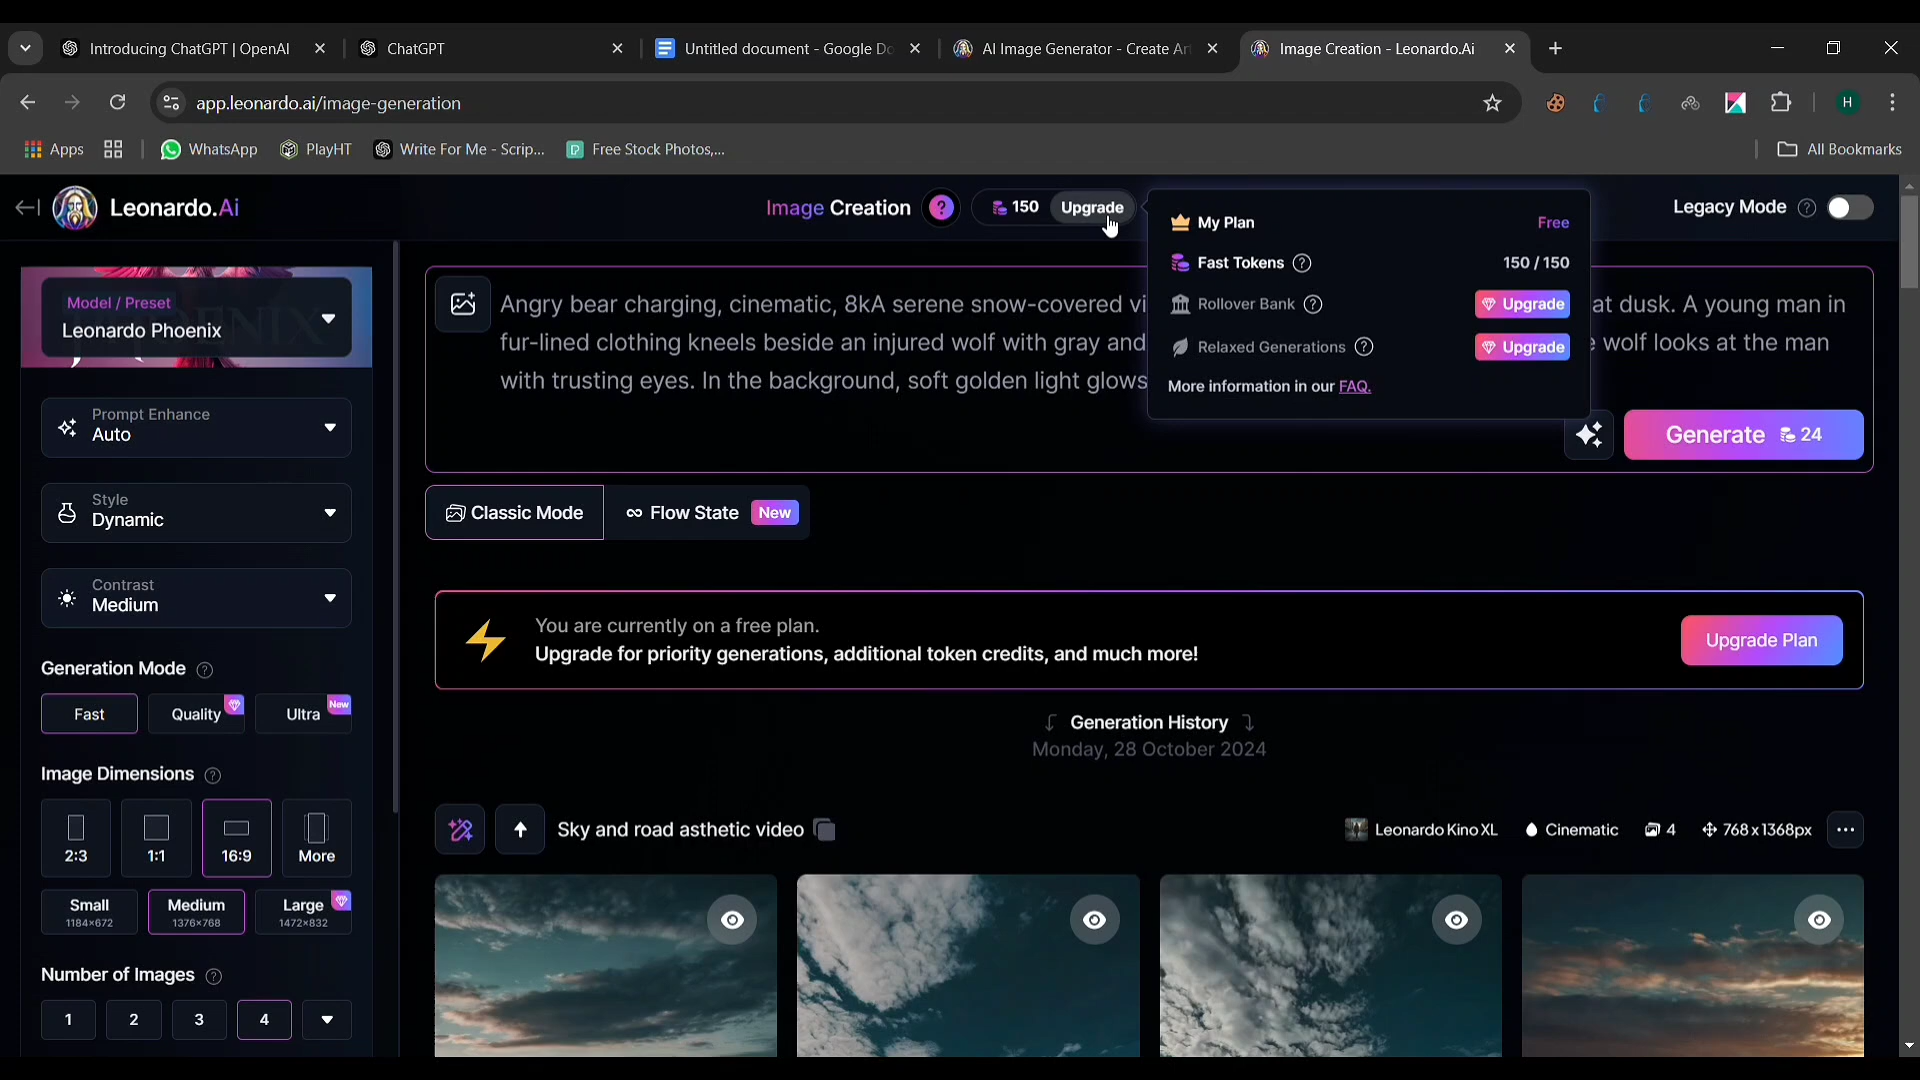 Introducing ChatGPT | OpenAI
ChatGPT
Untitled document - Google Do
AI Image Generator - Create Art
Image Creation - Leonardo.Ai
app.leonardo.ai/image-generation
H
Apps
WhatsApp
PlayHT
Write For Me - Scrip...
Free Stock Photos,...
All Bookmarks
Leonardo.Ai
Image Creation
?
150
Upgrade
Legacy Mode ?
My Plan
Free
Fast Tokens ?
150 / 150
Rollover Bank ?
Upgrade
Relaxed Generations ?
Upgrade
More information in our FAQ.
Model / Preset
Leonardo Phoenix
Angry bear charging, cinematic, 8kA serene snow-covered vi at dusk. A young man in
fur-lined clothing kneels beside an injured wolf with gray and wolf looks at the man
with trusting eyes. In the background, soft golden light glows
Generate 24
Prompt Enhance
Auto
Style
Dynamic
Contrast
Medium
Classic Mode
Flow State New
You are currently on a free plan.
Upgrade for priority generations, additional token credits, and much more!
Upgrade Plan
Generation Mode ?
Fast
Quality
Ultra
New
Generation History
Monday, 28 October 2024
Image Dimensions ?
2:3
1:1
16:9
More
Small
1184×672
Medium
1376×768
Large
1472×832
Sky and road asthetic video
Leonardo Kino XL
Cinematic
4
768 x 1368px
Number of Images ?
1
2
3
4